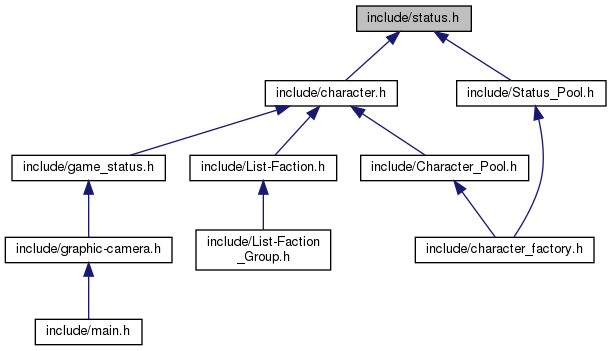 include/status.h
include/character.h
include/Status_Pool.h
include/game_status.h
include/List-Faction.h
include/Character_Pool.h
include/graphic-camera.h
include/List-Faction
_Group.h
include/character_factory.h
include/main.h